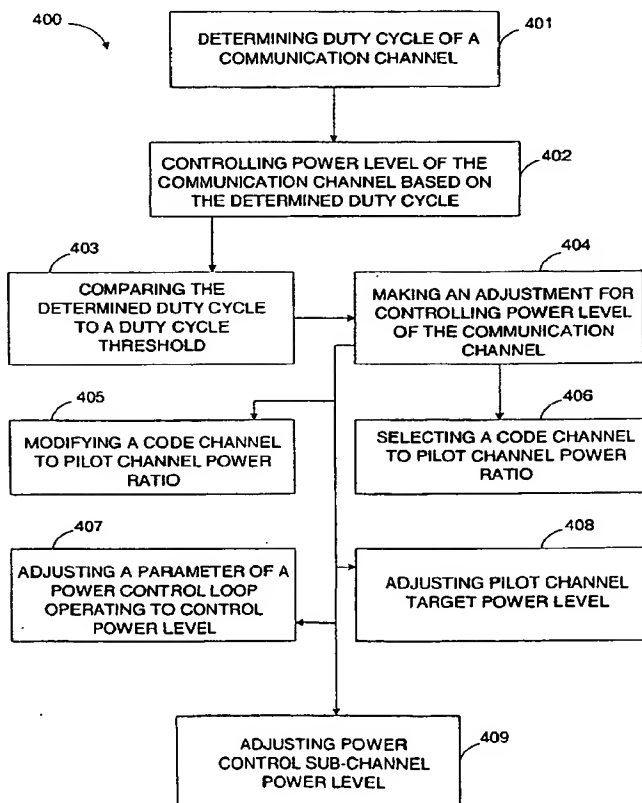 400
DETERMINING DUTY CYCLE OF A
COMMUNICATION CHANNEL
401
CONTROLLING POWER LEVEL OF THE
COMMUNICATION CHANNEL BASED ON
THE DETERMINED DUTY CYCLE
402
403
COMPARING THE
DETERMINED DUTY CYCLE
TO A DUTY CYCLE
THRESHOLD
404
MAKING AN ADJUSTMENT FOR
CONTROLLING POWER LEVEL
OF THE COMMUNICATION
CHANNEL
405
MODIFYING A CODE CHANNEL
TO PILOT CHANNEL POWER
RATIO
406
SELECTING A CODE CHANNEL
TO PILOT CHANNEL POWER
RATIO
407
ADJUSTING A PARAMETER OF A
POWER CONTROL LOOP
OPERATING TO CONTROL
POWER LEVEL
408
ADJUSTING PILOT CHANNEL
TARGET POWER LEVEL
ADJUSTING POWER
CONTROL SUB-CHANNEL
POWER LEVEL
409